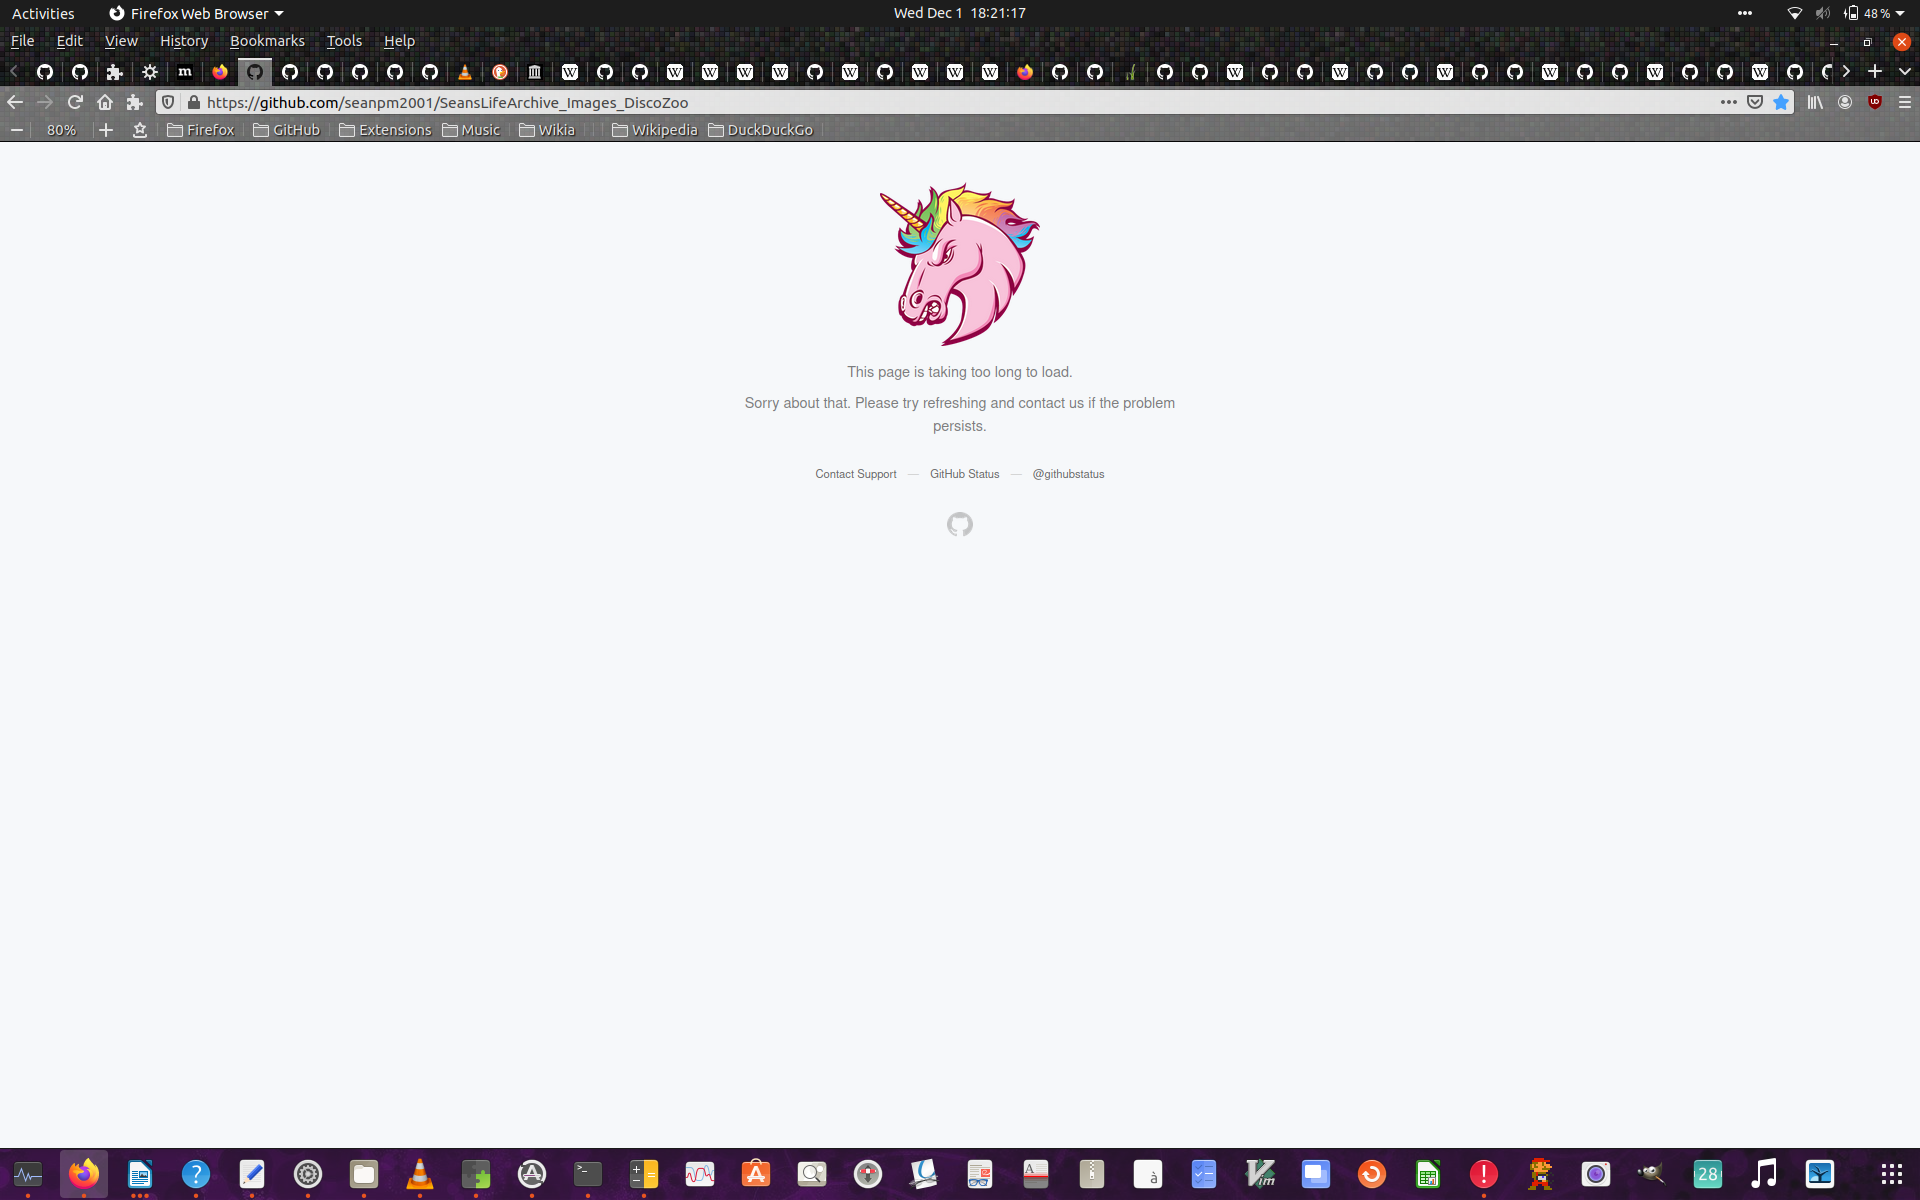 Activities Firefox Web Browser Wed Dec 1 18:21:17 48 %
File Edit View History Bookmarks Tools Help
https://github.com/seanpm2001/SeansLifeArchive_Images_DiscoZoo
80% Firefox GitHub Extensions Music Wikia Wikipedia DuckDuckGo
This page is taking too long to load.
Sorry about that. Please try refreshing and contact us if the problem
persists.
Contact Support — GitHub Status — @githubstatus
28